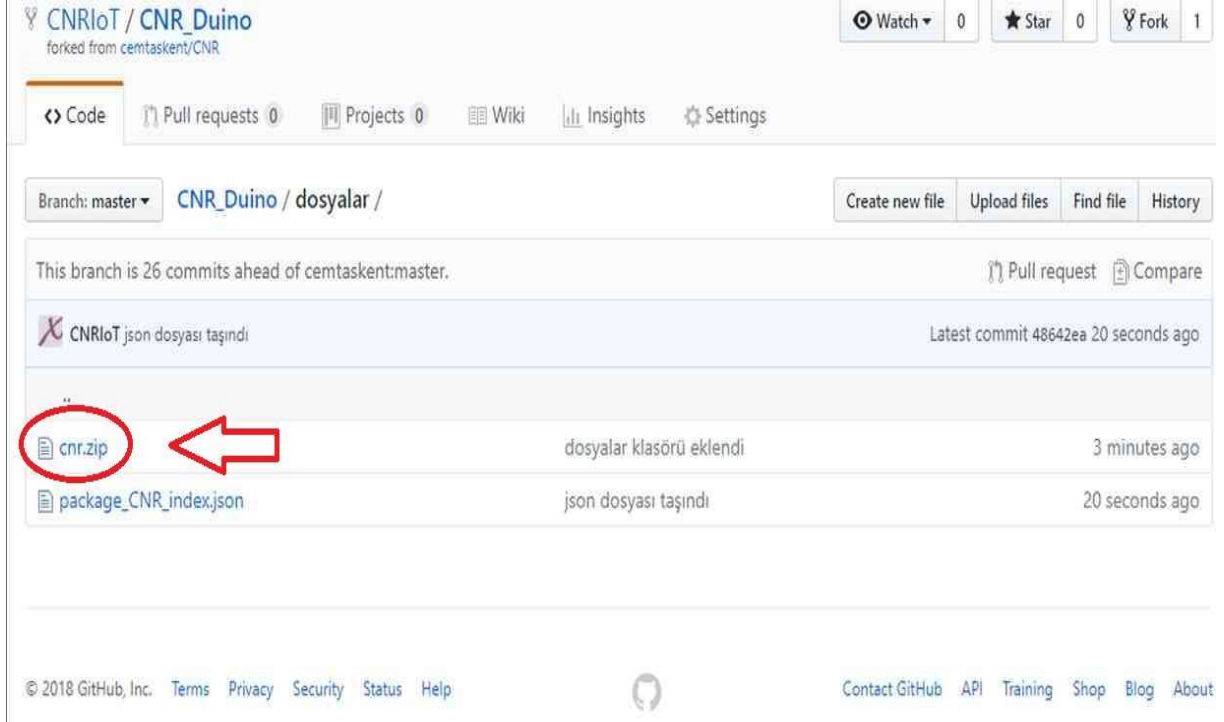 CNRIoT / CNR_Duino
forked from cemtaskent/CNR
Watch 0 Star 0 Fork 1
<> Code Pull requests 0 Projects 0 Wiki Insights Settings
Branch: master CNR_Duino / dosyalar /
Create new file Upload files Find file History
This branch is 26 commits ahead of cemtaskent:master.
Pull request Compare
CNRIoT json dosyası taşındı
Latest commit 48642ea 20 seconds ago
..
cnr.zip dosyalar klasörü eklendi 3 minutes ago
package_CNR_index.json json dosyası taşındı 20 seconds ago
© 2018 GitHub, Inc. Terms Privacy Security Status Help
Contact GitHub API Training Shop Blog About